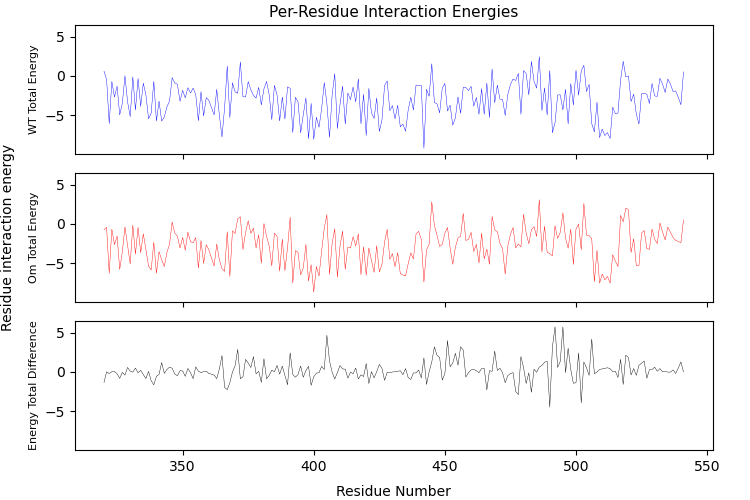 Per-Residue Interaction Energies
Residue interaction energy
WT Total Energy
5
0
−5
Om Total Energy
5
0
−5
Energy Total Difference
5
0
−5
350 400 450 500 550
Residue Number